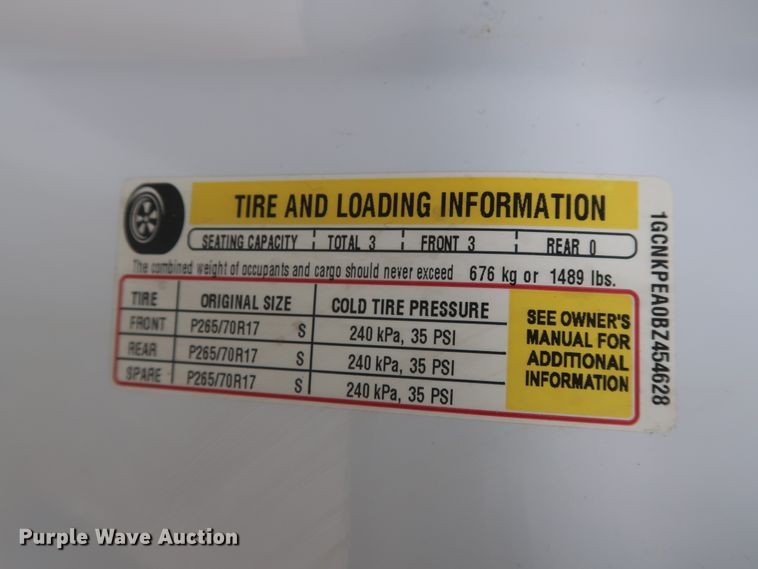 TIRE AND LOADING INFORMATION
SEATING CAPACITY TOTAL 3 FRONT 3 REAR 0
The combined weight of occupants and cargo should never exceed 676 kg or 1489 lbs.
TIRE ORIGINAL SIZE COLD TIRE PRESSURE
FRONT P265/70R17 S 240 kPa, 35 PSI
REAR P265/70R17 S 240 kPa, 35 PSI
SPARE P265/70R17 S 240 kPa, 35 PSI
SEE OWNER'S
MANUAL FOR
ADDITIONAL
INFORMATION
1GCNKPEA0BZ454628
Purple Wave Auction